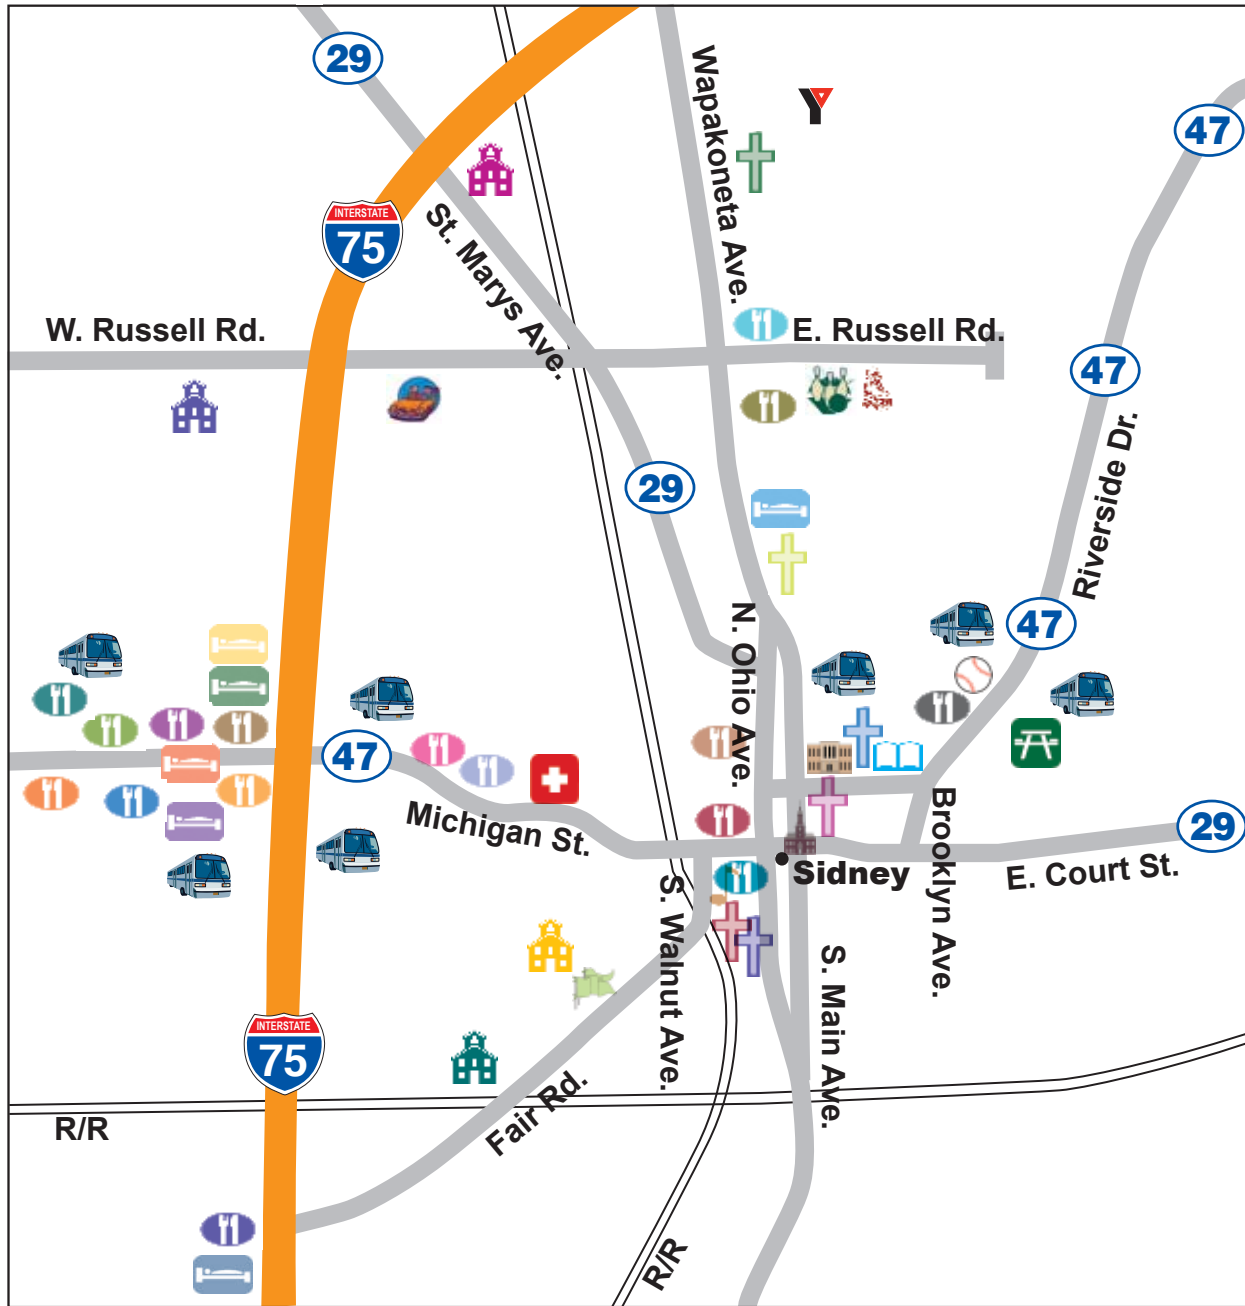 29
47
Wapakoneta Ave.
INTERSTATE
75
St. Marys Ave.
W. Russell Rd.
E. Russell Rd.
47
29
Riverside Dr.
N. Ohio Ave.
47
47
Michigan St.
Brooklyn Ave.
29
Sidney
E. Court St.
S. Walnut Ave.
S. Main Ave.
INTERSTATE
75
Fair Rd.
R/R
R/R